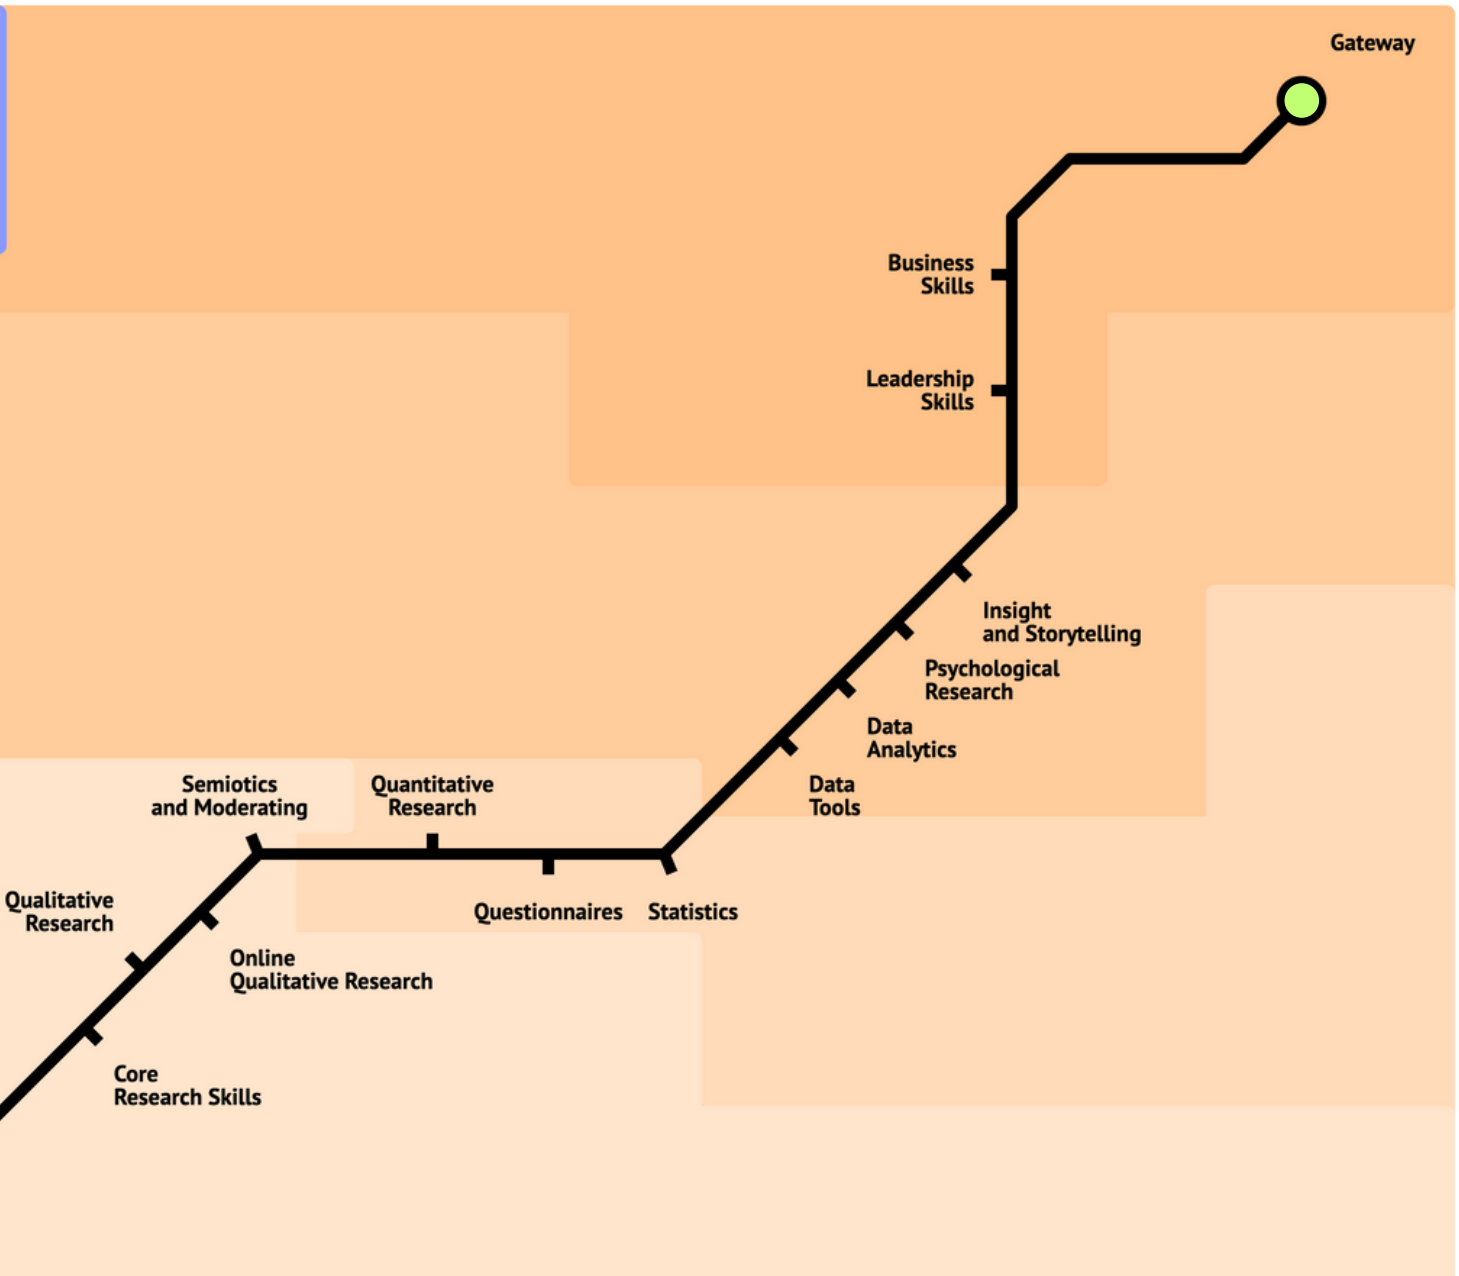 Gateway
Business
Skills
Leadership
Skills
Insight
and Storytelling
Psychological
Research
Data
Analytics
Data
Tools
Semiotics
and Moderating
Quantitative
Research
Qualitative
Research
Questionnaires
Statistics
Online
Qualitative Research
Core
Research Skills